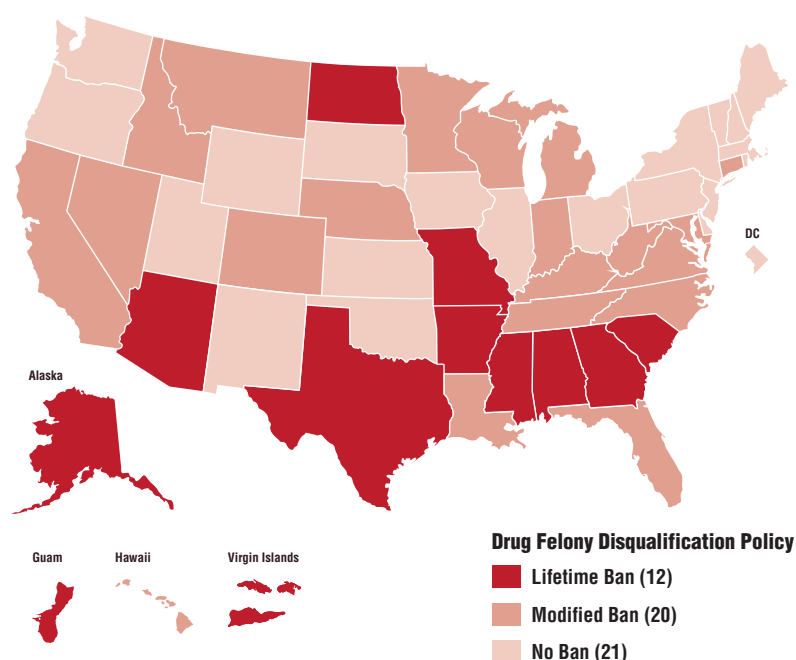 DC
Alaska
Guam
Hawaii
Virgin Islands
Drug Felony Disqualification Policy
Lifetime Ban (12)
Modified Ban (20)
No Ban (21)